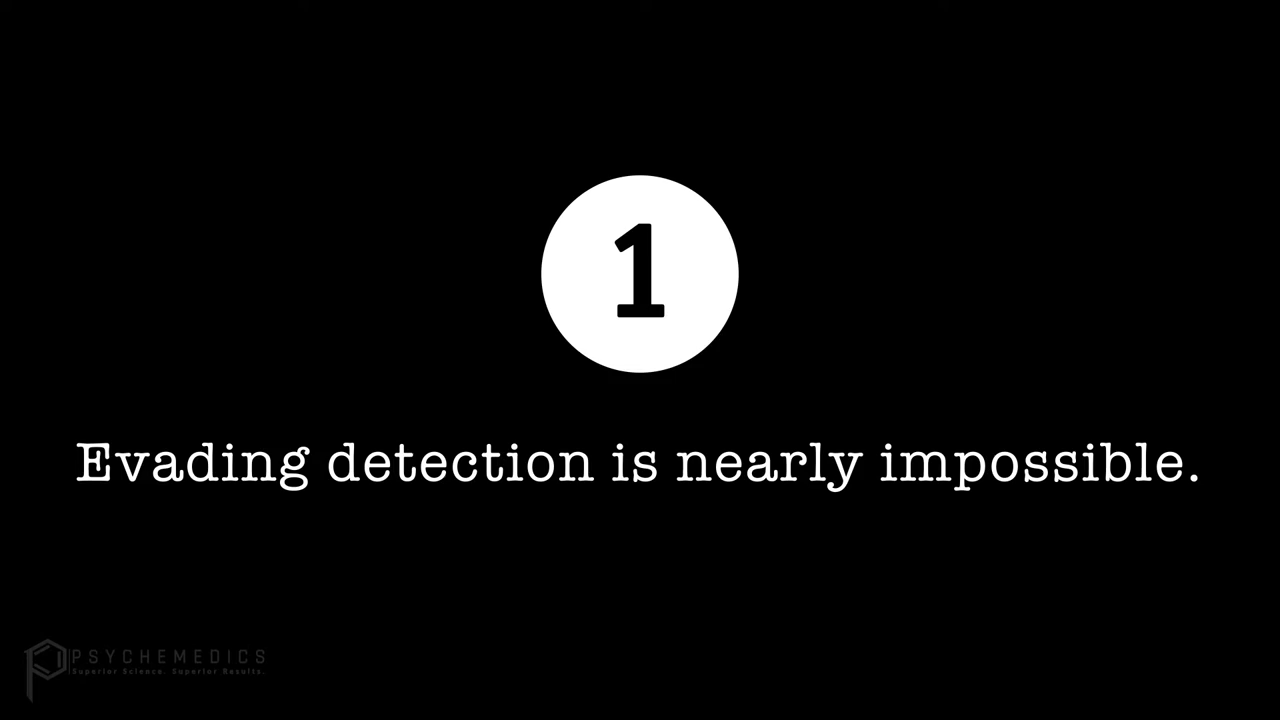 1
Evading detection is nearly impossible.
PSYCHEMEDICS
Superior Science. Superior Results.